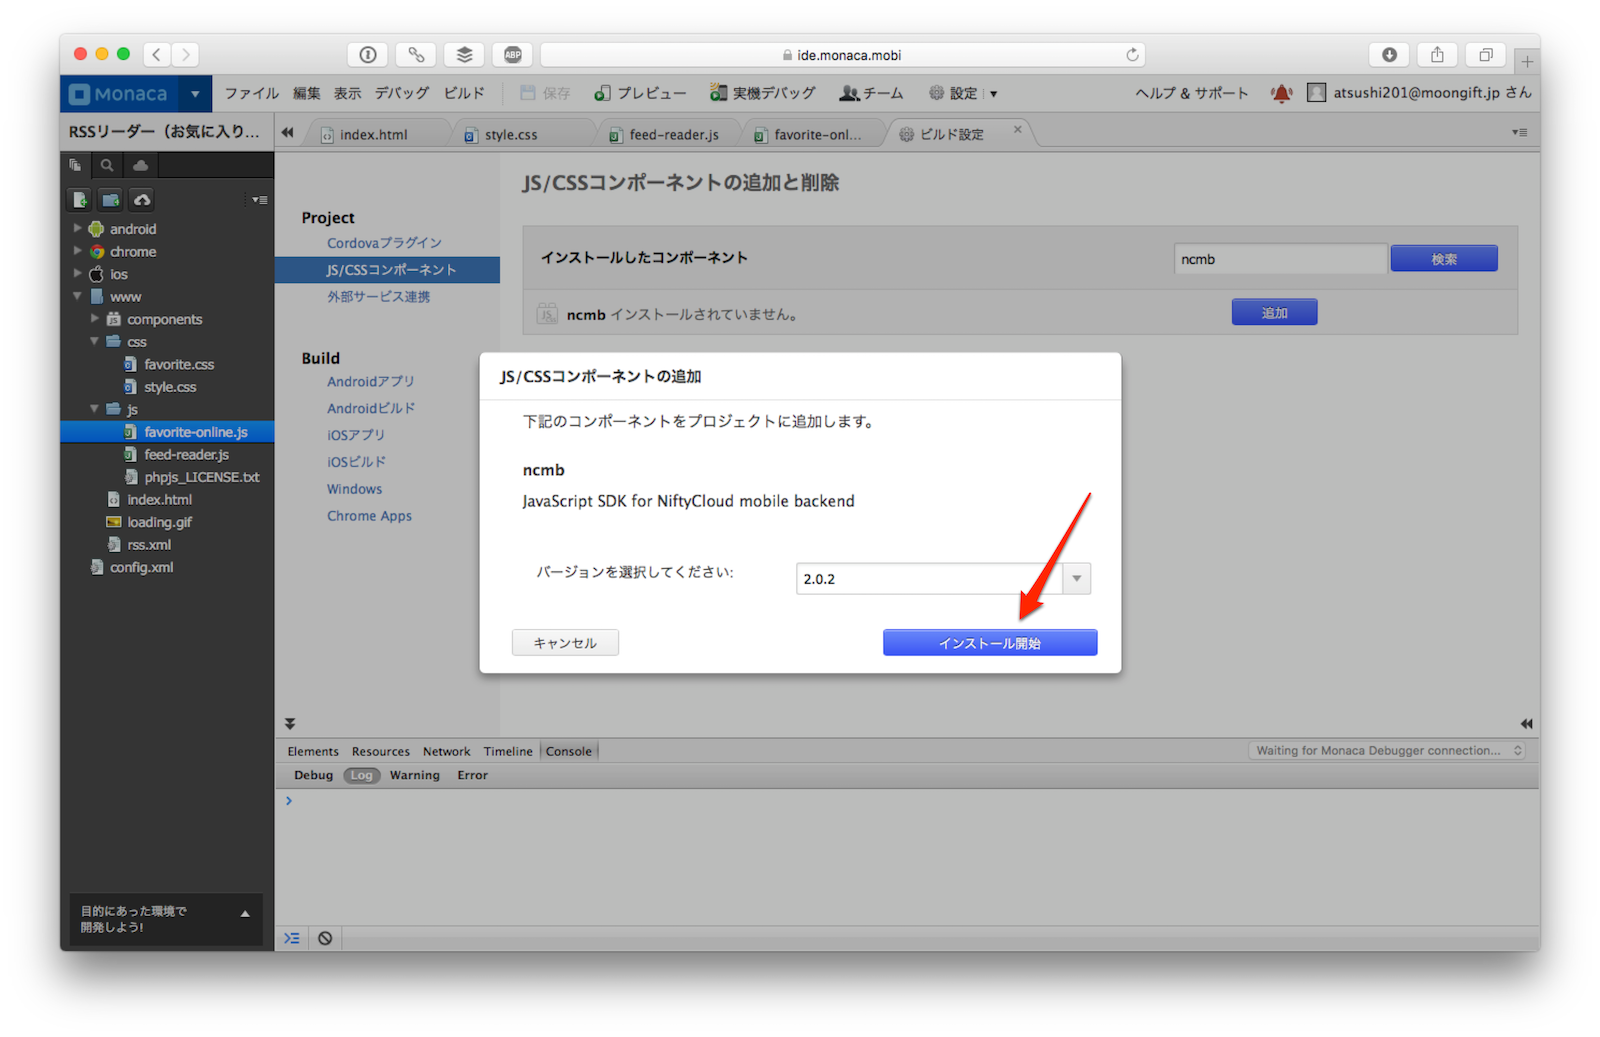 ide.monaca.mobi
ABP
Monaca ファイル 編集 表示 デバッグ ビルド 保存 プレビュー 実機デバッグ チーム 設定 ヘルプ & サポート atsushi201@moongift.jp さん
RSSリーダー（お気に入り...
index.html style.css feed-reader.js favorite-onl... ビルド設定
android
chrome
ios
www
components
css
favorite.css
style.css
js
favorite-online.js
feed-reader.js
phpjs_LICENSE.txt
index.html
loading.gif
rss.xml
config.xml
目的にあった環境で
開発しよう!
Project
Cordovaプラグイン
JS/CSSコンポーネント
外部サービス連携
Build
Androidアプリ
Androidビルド
iOSアプリ
iOSビルド
Windows
Chrome Apps
JS/CSSコンポーネントの追加と削除
インストールしたコンポーネント ncmb 検索
JS ncmb インストールされていません。 追加
JS/CSSコンポーネントの追加
下記のコンポーネントをプロジェクトに追加します。
ncmb
JavaScript SDK for NiftyCloud mobile backend
バージョンを選択してください: 2.0.2
キャンセル インストール開始
Elements Resources Network Timeline Console Waiting for Monaca Debugger connection...
Debug Log Warning Error